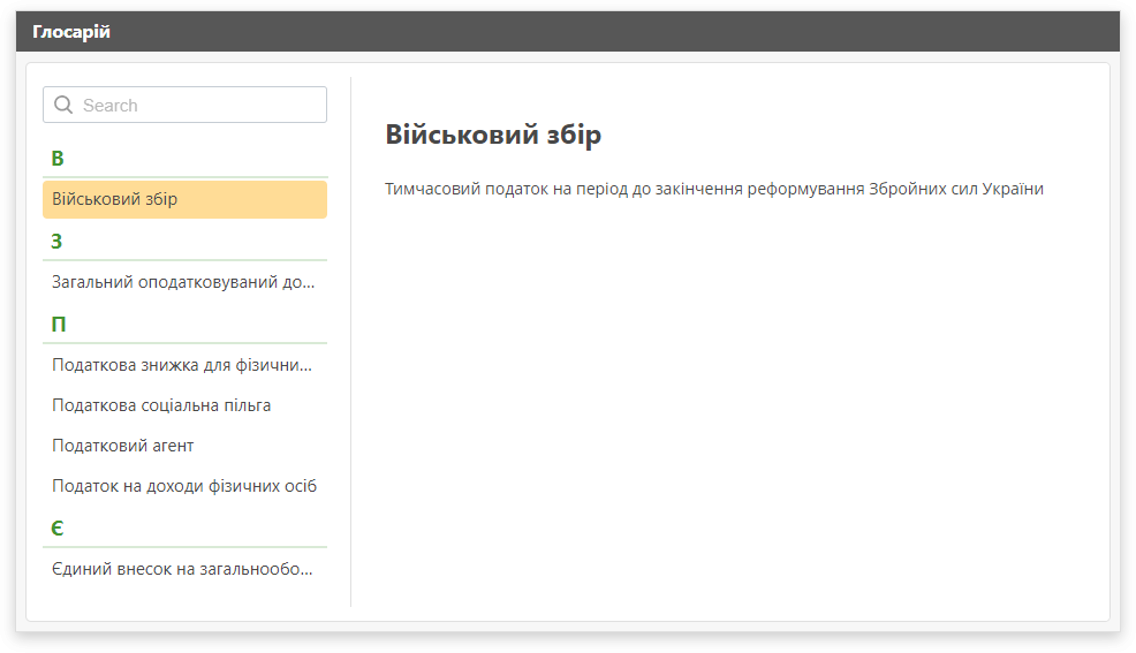 Глосарій
Search
В
Військовий збір
З
Загальний оподатковуваний до...
П
Податкова знижка для фізични...
Податкова соціальна пільга
Податковий агент
Податок на доходи фізичних осіб
Є
Єдиний внесок на загальнообо...
Військовий збір
Тимчасовий податок на період до закінчення реформування Збройних сил України